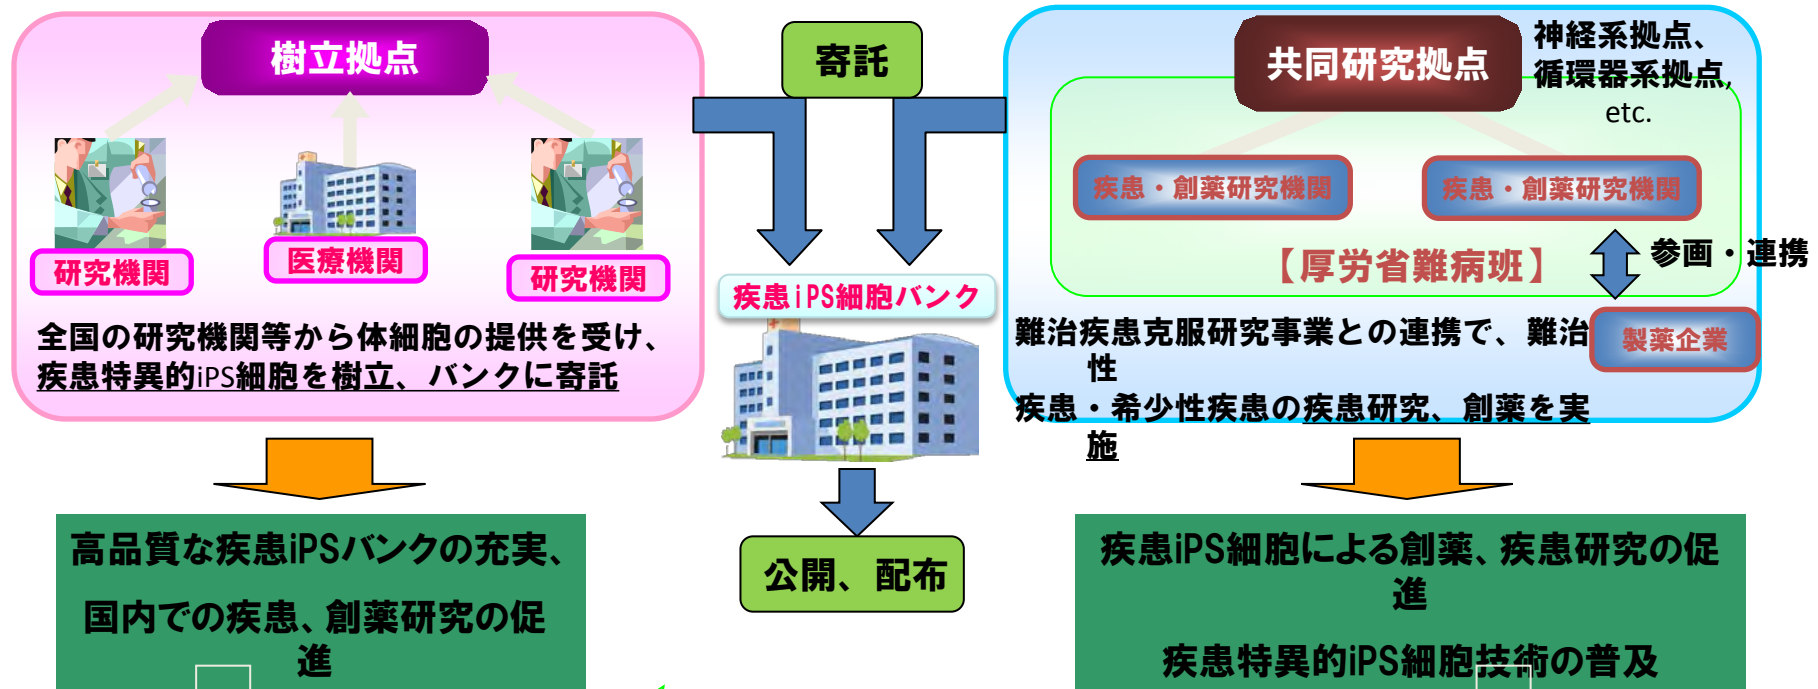 樹立拠点
研究機関
医療機関
研究機関
全国の研究機関等から体細胞の提供を受け、
疾患特異的iPS細胞を樹立、バンクに寄託
高品質な疾患iPSバンクの充実、
国内での疾患、創薬研究の促
進
寄託
疾患iPS細胞バンク
公開、配布
共同研究拠点
神経系拠点、
循環器系拠点,
etc.
疾患・創薬研究機関
疾患・創薬研究機関
【厚労省難病班】
参画・連携
製薬企業
難治疾患克服研究事業との連携で、難治
性
疾患・希少性疾患の疾患研究、創薬を実
施
疾患iPS細胞による創薬、疾患研究の促
進
疾患特異的iPS細胞技術の普及